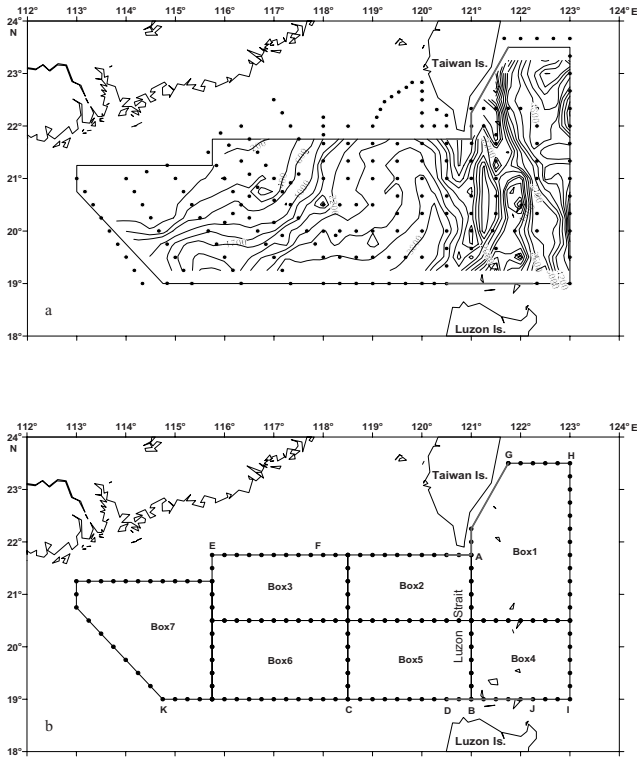 112 113 114 115 116 117 118 119 120 121 122 123 124 E
24°
N
23°
22°
21°
20°
19°
18°
Taiwan Is.
Luzon Is.
a
112 113 114 115 116 117 118 119 120 121 122 123 124 E
24°
N
23°
22°
21°
20°
19°
18°
Taiwan Is.
G H
E F A
Box1
Box3 Box2
Box7
Luzon Strait
Box6 Box5 Box4
K C D B J I
b
Luzon Is.